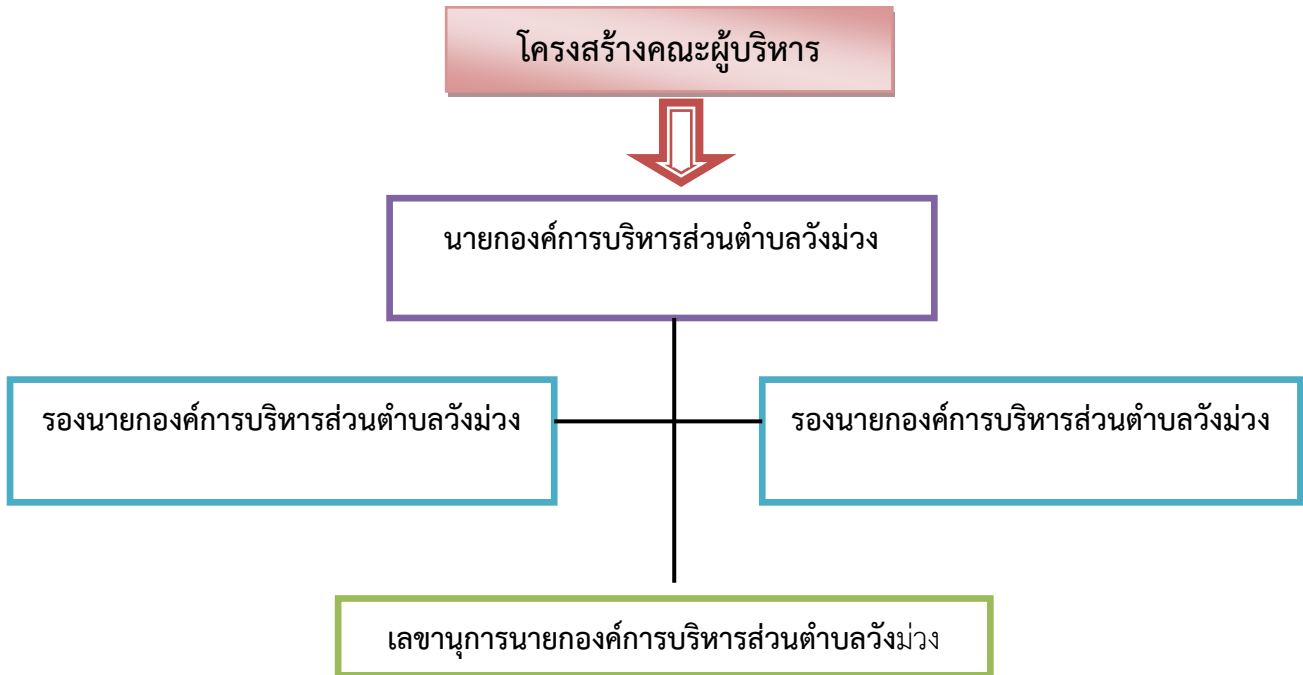 โครงสร้างคณะผู้บริหาร
นายกองค์การบริหารส่วนตำบลวังม่วง
รองนายกองค์การบริหารส่วนตำบลวังม่วง
รองนายกองค์การบริหารส่วนตำบลวังม่วง
เลขานุการนายกองค์การบริหารส่วนตำบลวังม่วง